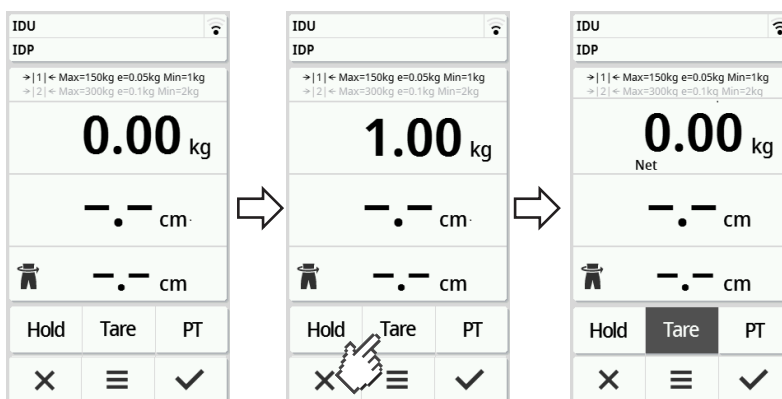 IDU
IDP
→|1|← Max=150kg e=0.05kg Min=1kg
→|2|← Max=300kg e=0.1kg Min=2kg
0.00 kg
–.– cm
–.– cm
Hold Tare PT
IDU
IDP
→|1|← Max=150kg e=0.05kg Min=1kg
→|2|← Max=300kg e=0.1kg Min=2kg
1.00 kg
–.– cm
–.– cm
Hold Tare PT
IDU
IDP
→|1|← Max=150kg e=0.05kg Min=1kg
→|2|← Max=300kg e=0.1kg Min=2kg
0.00 kg
Net
–.– cm
–.– cm
Hold Tare PT